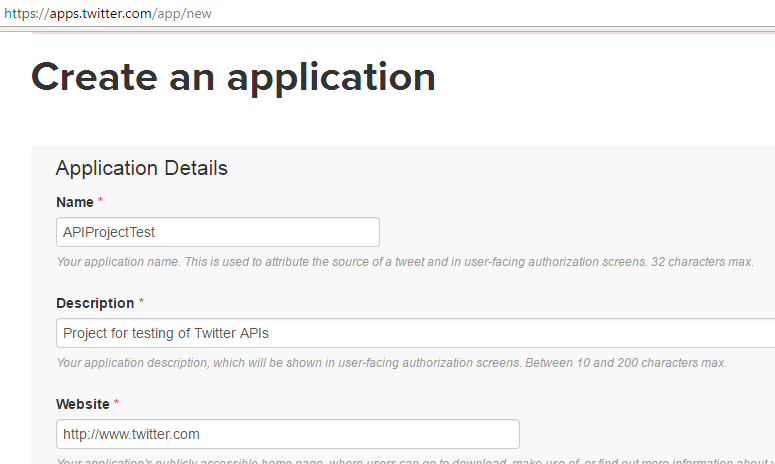 https://apps.twitter.com/app/new
Create an application
Application Details
Name *
APIProjectTest
Your application name. This is used to attribute the source of a tweet and in user-facing authorization screens. 32 characters max.
Description *
Project for testing of Twitter APIs
Your application description, which will be shown in user-facing authorization screens. Between 10 and 200 characters max.
Website *
http://www.twitter.com
Your application's publicly accessible home page, where users can go to download, make use of, or find out more information about